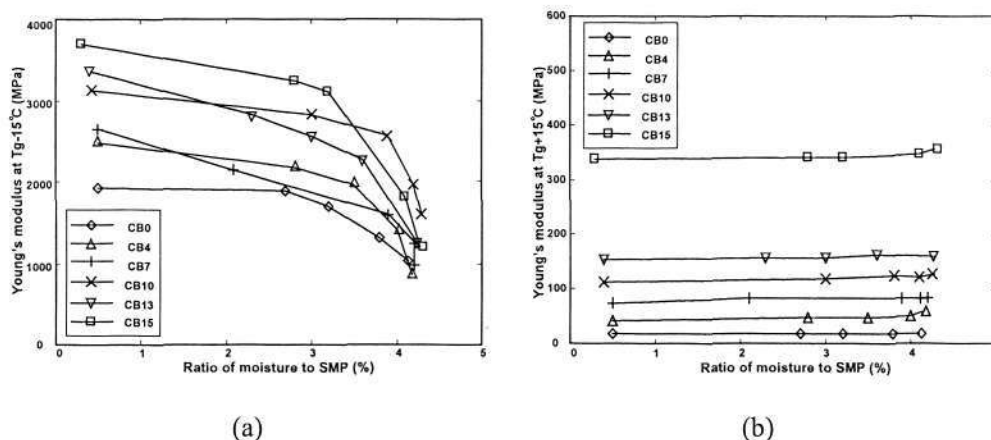 4000
3000
2000
1000
0
Young's modulus at Tg-15°C (MPa)
CB0
CB4
CB7
CB10
CB13
CB15
0 1 2 3 4 5
Ratio of moisture to SMP (%)
(a)
600
500
400
300
200
100
0
Young's modulus at Tg+15°C (MPa)
CB0
CB4
CB7
CB10
CB13
CB15
0 1 2 3 4
Ratio of moisture to SMP (%)
(b)